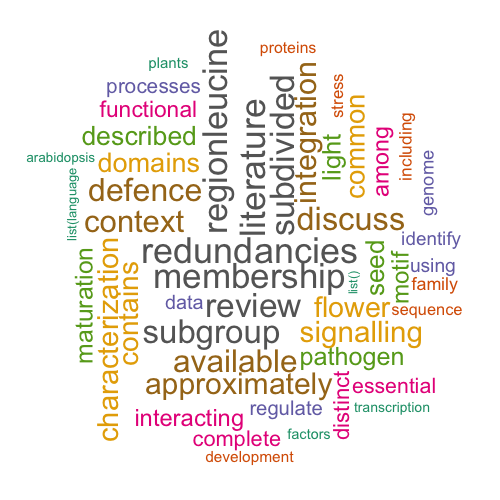 proteins
plants
processes
functional
described
arabidopsis
domains
defence
context
list(language
regionleucine
literature
subdivided
integration
stress
light
common
among
including
genome
discuss
redundancies
membership
identify
using
family
sequence
seed
motif
list()
maturation
characterization
contains
data
review
flower
subgroup
signalling
available
pathogen
approximately
distinct
essential
transcription
interacting
regulate
complete
factors
development